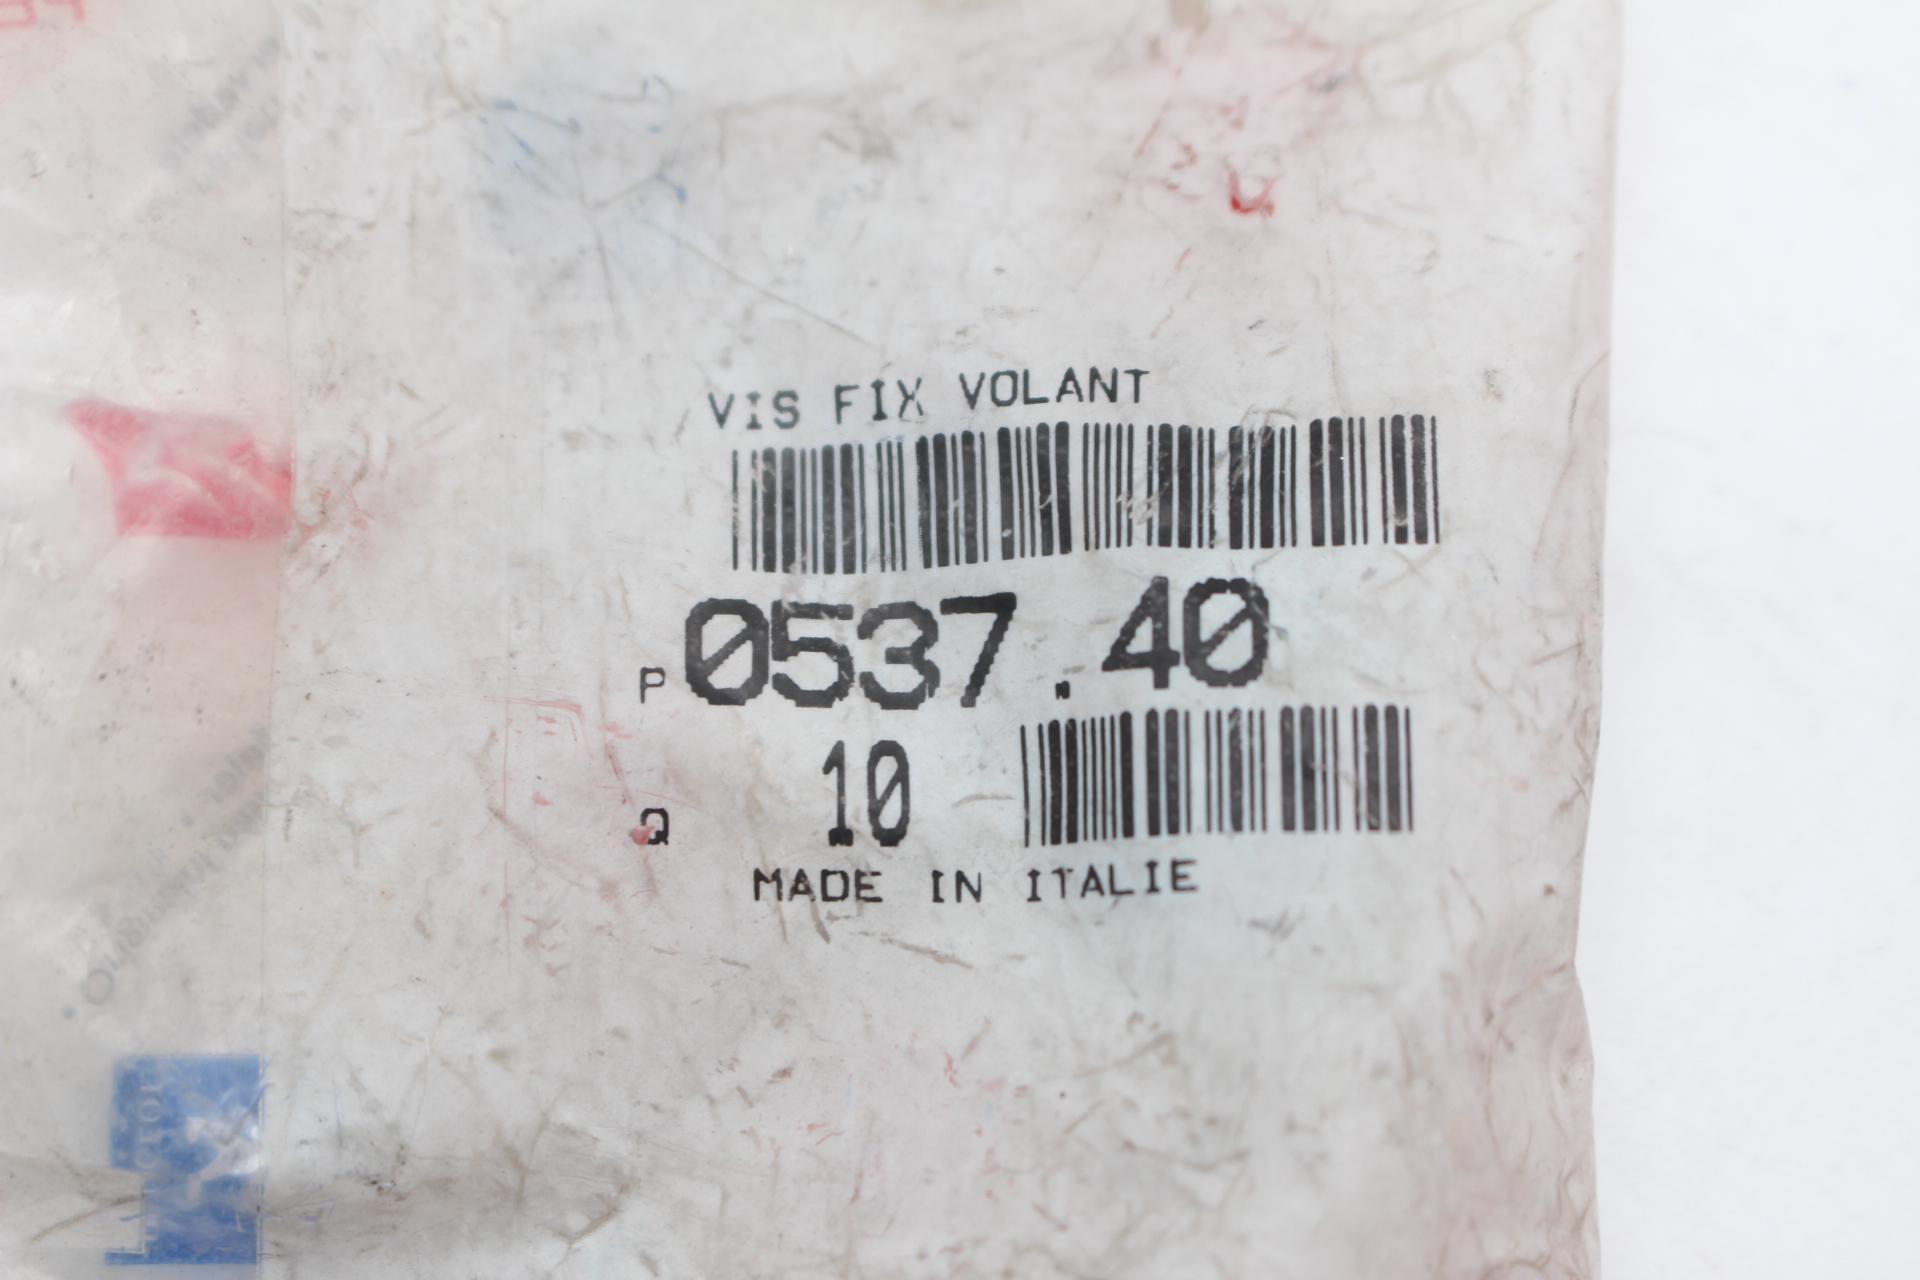 VIS FIX VOLANT
P 0537.40
Q 10
MADE IN ITALIE